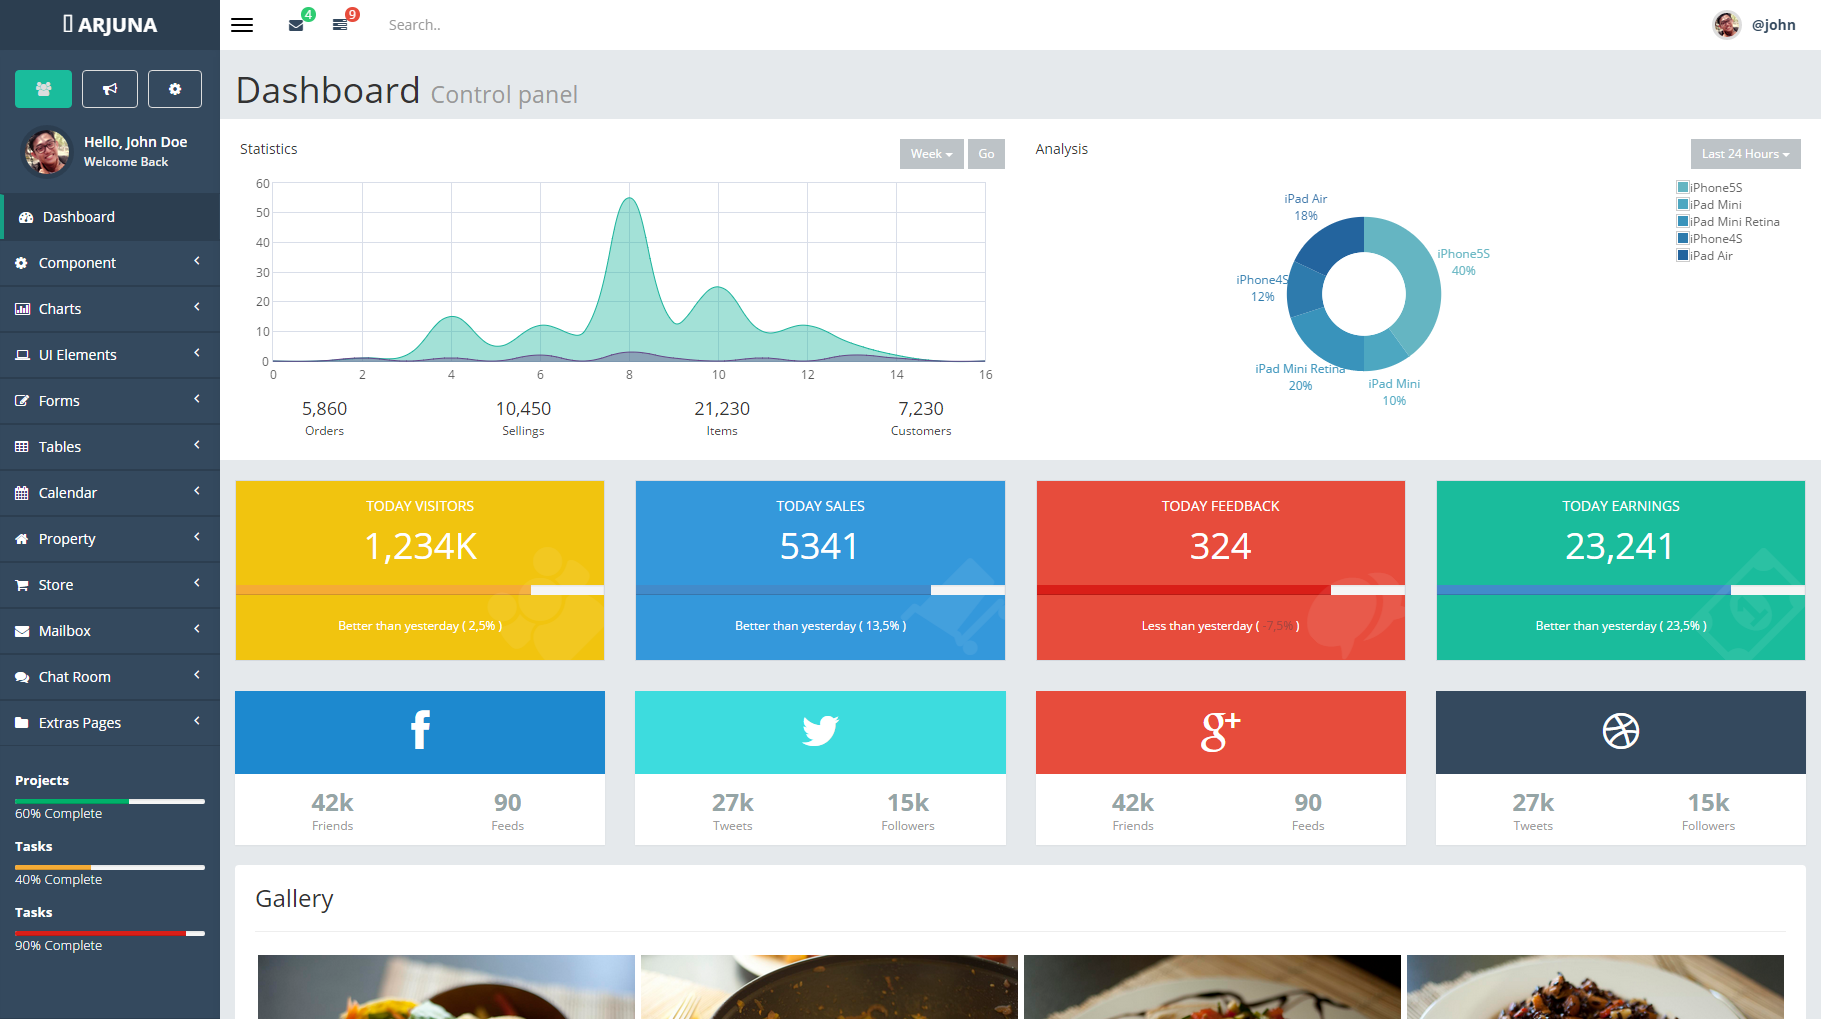 ARJUNA
4
9
Search..
@john
Hello, John Doe
Welcome Back
Dashboard
Component
Charts
UI Elements
Forms
Tables
Calendar
Property
Store
Mailbox
Chat Room
Extras Pages
Projects
60% Complete
Tasks
40% Complete
Tasks
90% Complete
Dashboard Control panel
Statistics
Week
Go
60
50
40
30
20
10
0
0 2 4 6 8 10 12 14 16
5,860 10,450 21,230 7,230
Orders Sellings Items Customers
Analysis
Last 24 Hours
iPad Air
18%
iPhone5S
40%
iPhone4S
12%
iPad Mini Retina
20%
iPad Mini
10%
iPhone5S
iPad Mini
iPad Mini Retina
iPhone4S
iPad Air
TODAY VISITORS
1,234K
Better than yesterday ( 2,5% )
TODAY SALES
5341
Better than yesterday ( 13,5% )
TODAY FEEDBACK
324
Less than yesterday ( -7,5% )
TODAY EARNINGS
23,241
Better than yesterday ( 23,5% )
f
42k 90
Friends Feeds
27k 15k
Tweets Followers
g+
42k 90
Friends Feeds
27k 15k
Tweets Followers
Gallery